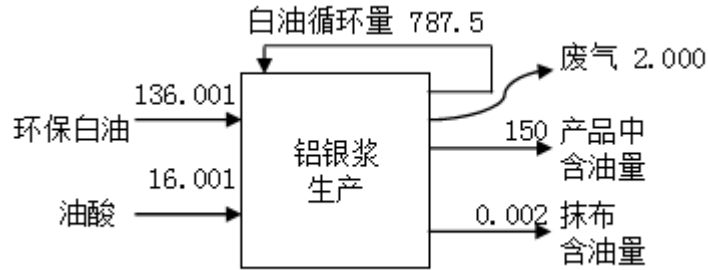 白油循环量 787.5
废气 2.000
136.001
环保白油
150 产品中
含油量
铝银浆
生产
16.001
油酸
0.002 抹布
含油量